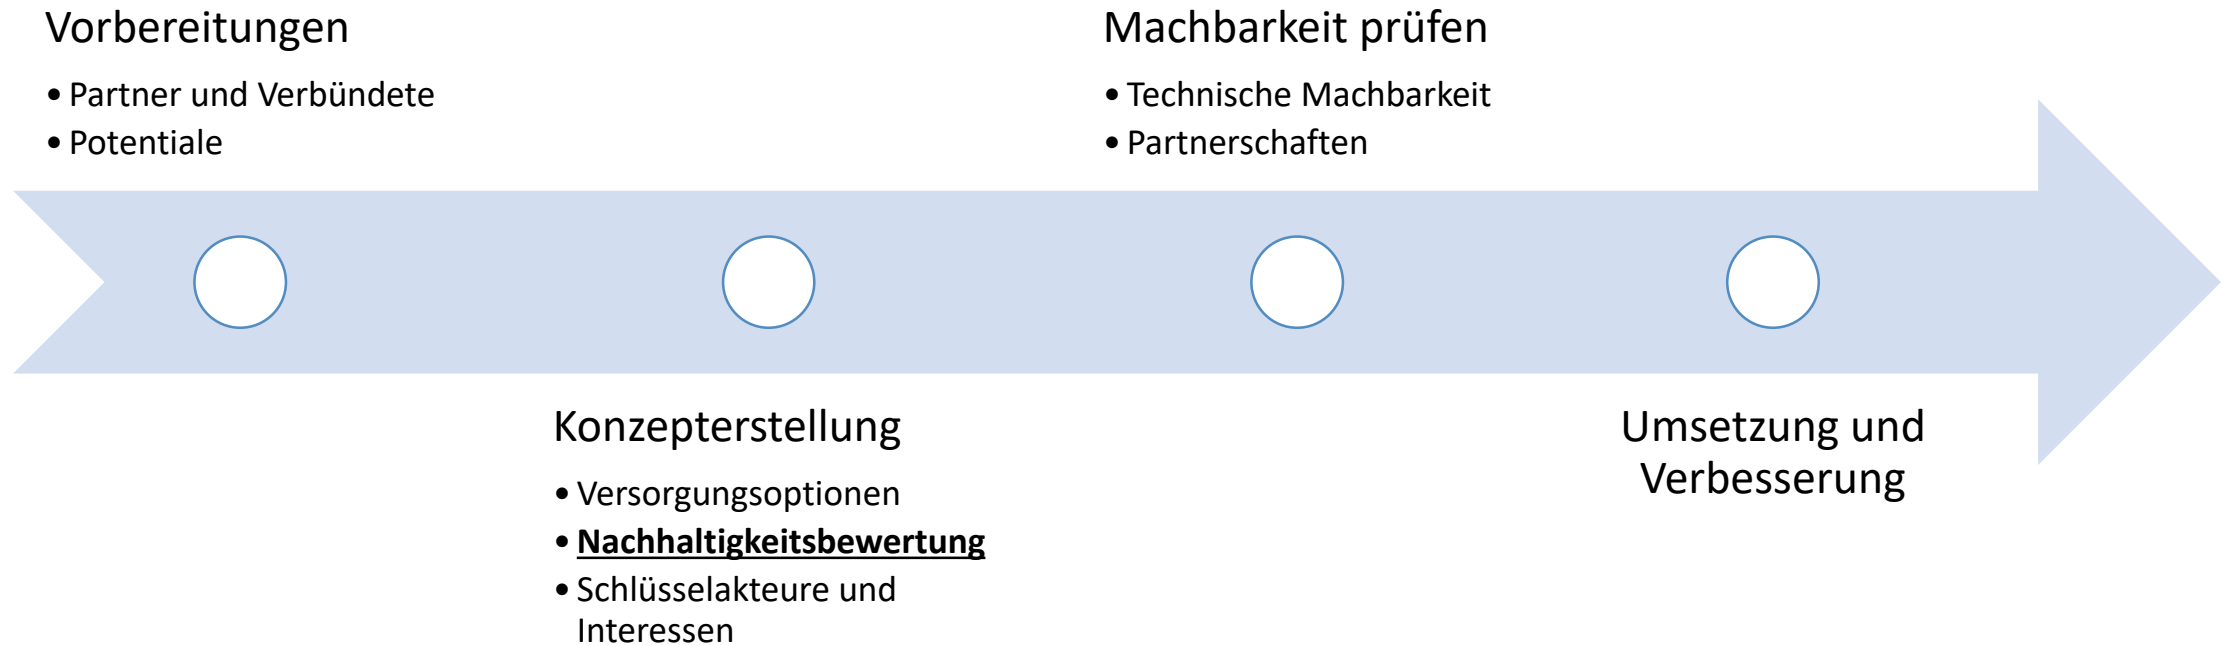 Vorbereitungen
• Partner und Verbündete
• Potentiale
Konzepterstellung
• Versorgungsoptionen
• Nachhaltigkeitsbewertung
• Schlüsselakteure und
Interessen
Machbarkeit prüfen
• Technische Machbarkeit
• Partnerschaften
Umsetzung und
Verbesserung